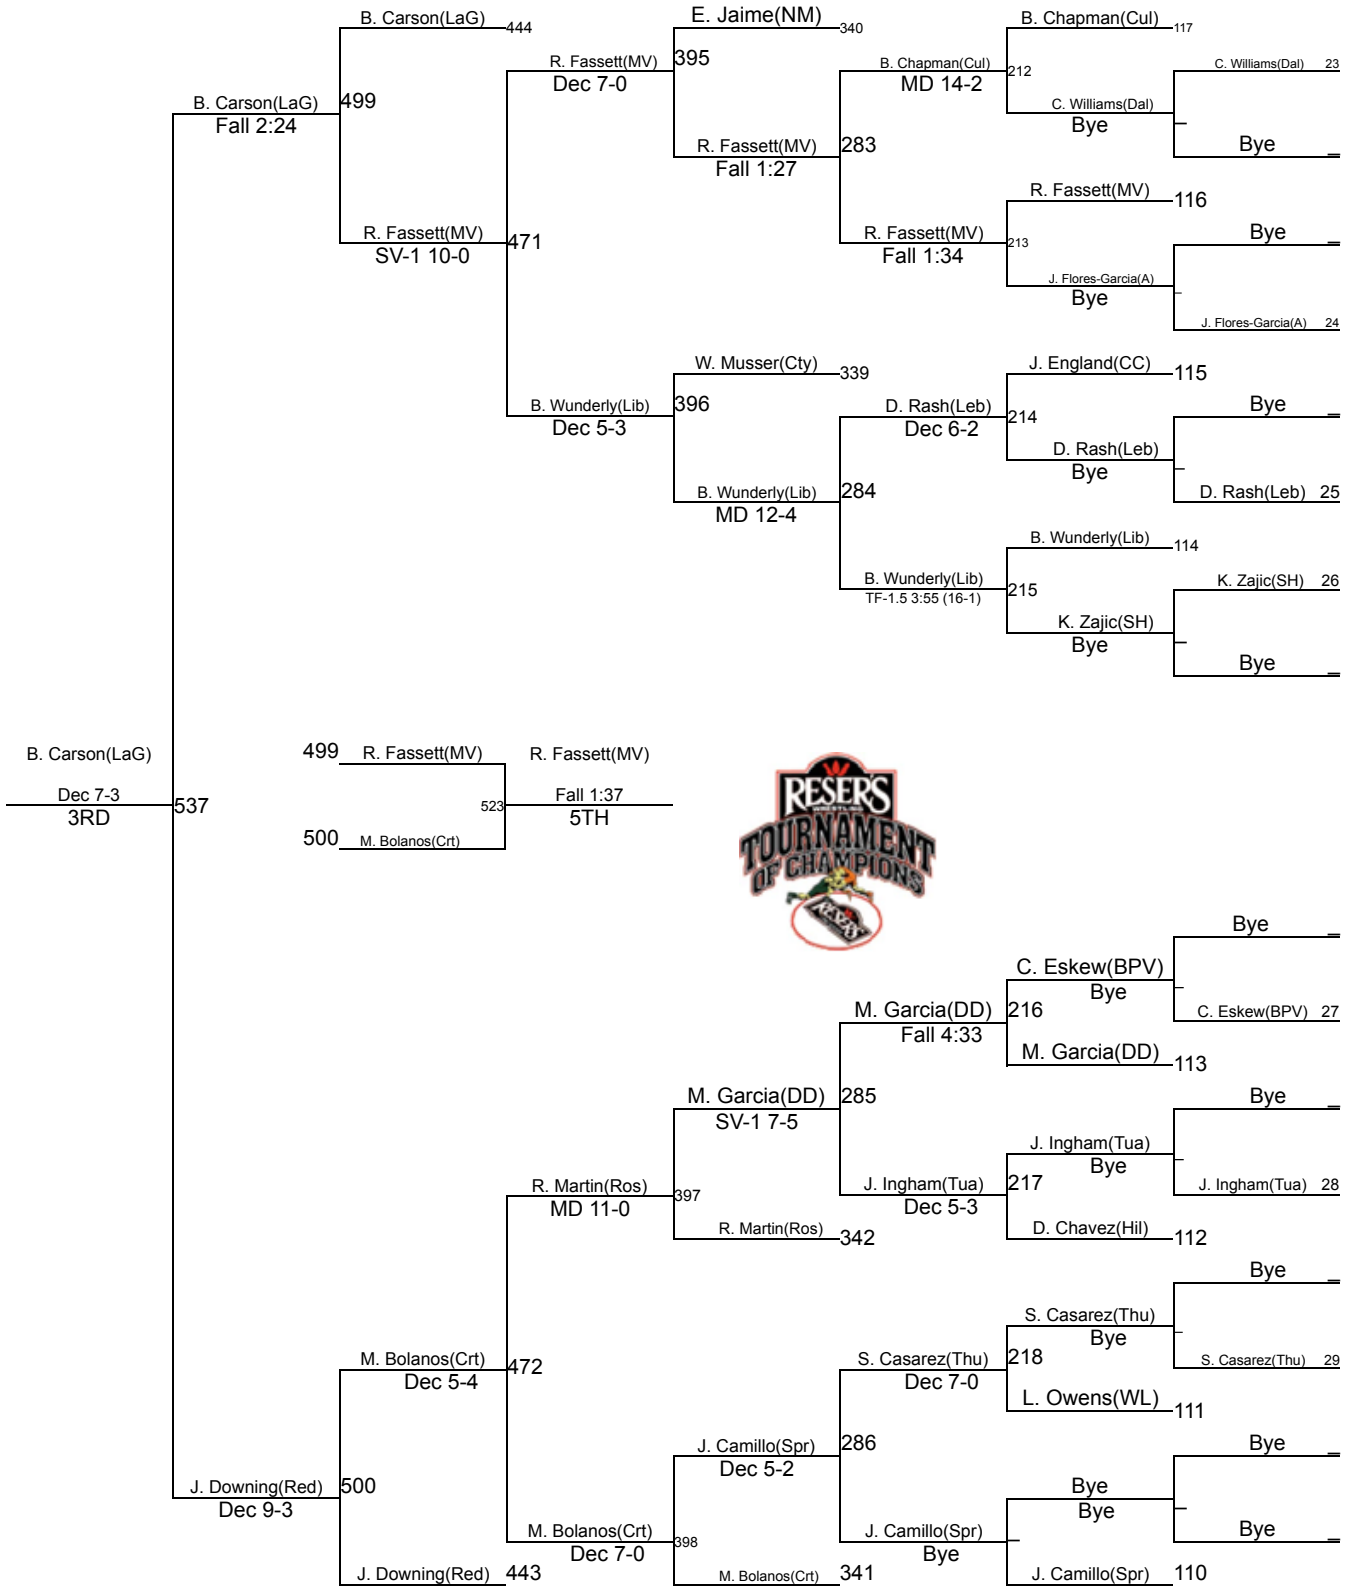 B. Carson(LaG)
444
E. Jaime(NM)
340
B. Chapman(Cul)
117
R. Fassett(MV)
Dec 7-0
395
B. Chapman(Cul)
MD 14-2
212
C. Williams(Dal) 23
B. Carson(LaG)
Fall 2:24
499
C. Williams(Dal)
Bye
Bye
R. Fassett(MV)
Fall 1:27
283
R. Fassett(MV)
116
R. Fassett(MV)
SV-1 10-0
471
R. Fassett(MV)
Fall 1:34
213
Bye
J. Flores-Garcia(A)
Bye
J. Flores-Garcia(A) 24
W. Musser(Cty)
339
J. England(CC)
115
B. Wunderly(Lib)
Dec 5-3
396
D. Rash(Leb)
Dec 6-2
214
Bye
D. Rash(Leb)
Bye
B. Wunderly(Lib)
MD 12-4
284
D. Rash(Leb) 25
B. Wunderly(Lib)
114
B. Wunderly(Lib)
TF-1.5 3:55 (16-1)
215
K. Zajic(SH) 26
K. Zajic(SH)
Bye
Bye
B. Carson(LaG)
Dec 7-3
3RD
537
499 R. Fassett(MV)
R. Fassett(MV)
523
Fall 1:37
5TH
500 M. Bolanos(Crt)
RESER'S
TOURNAMENT
OF CHAMPIONS
RESER'S
Bye
C. Eskew(BPV)
Bye
M. Garcia(DD)
Fall 4:33
216
C. Eskew(BPV) 27
M. Garcia(DD)
113
M. Garcia(DD)
SV-1 7-5
285
Bye
J. Ingham(Tua)
Bye
R. Martin(Ros)
MD 11-0
397
J. Ingham(Tua)
Dec 5-3
217
J. Ingham(Tua) 28
R. Martin(Ros)
342
D. Chavez(Hil)
112
Bye
S. Casarez(Thu)
Bye
M. Bolanos(Crt)
Dec 5-4
472
S. Casarez(Thu)
Dec 7-0
218
S. Casarez(Thu) 29
L. Owens(WL)
111
J. Camillo(Spr)
Dec 5-2
286
Bye
J. Downing(Red)
Dec 9-3
500
Bye
Bye
M. Bolanos(Crt)
Dec 7-0
398
J. Camillo(Spr)
Bye
Bye
J. Downing(Red)
443
M. Bolanos(Crt)
341
J. Camillo(Spr)
110